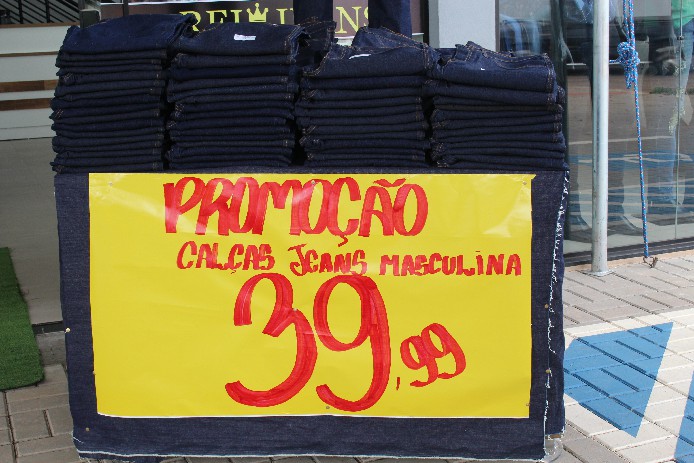 PROMOÇÃO
CALÇAS JEANS MASCULINA
39,99